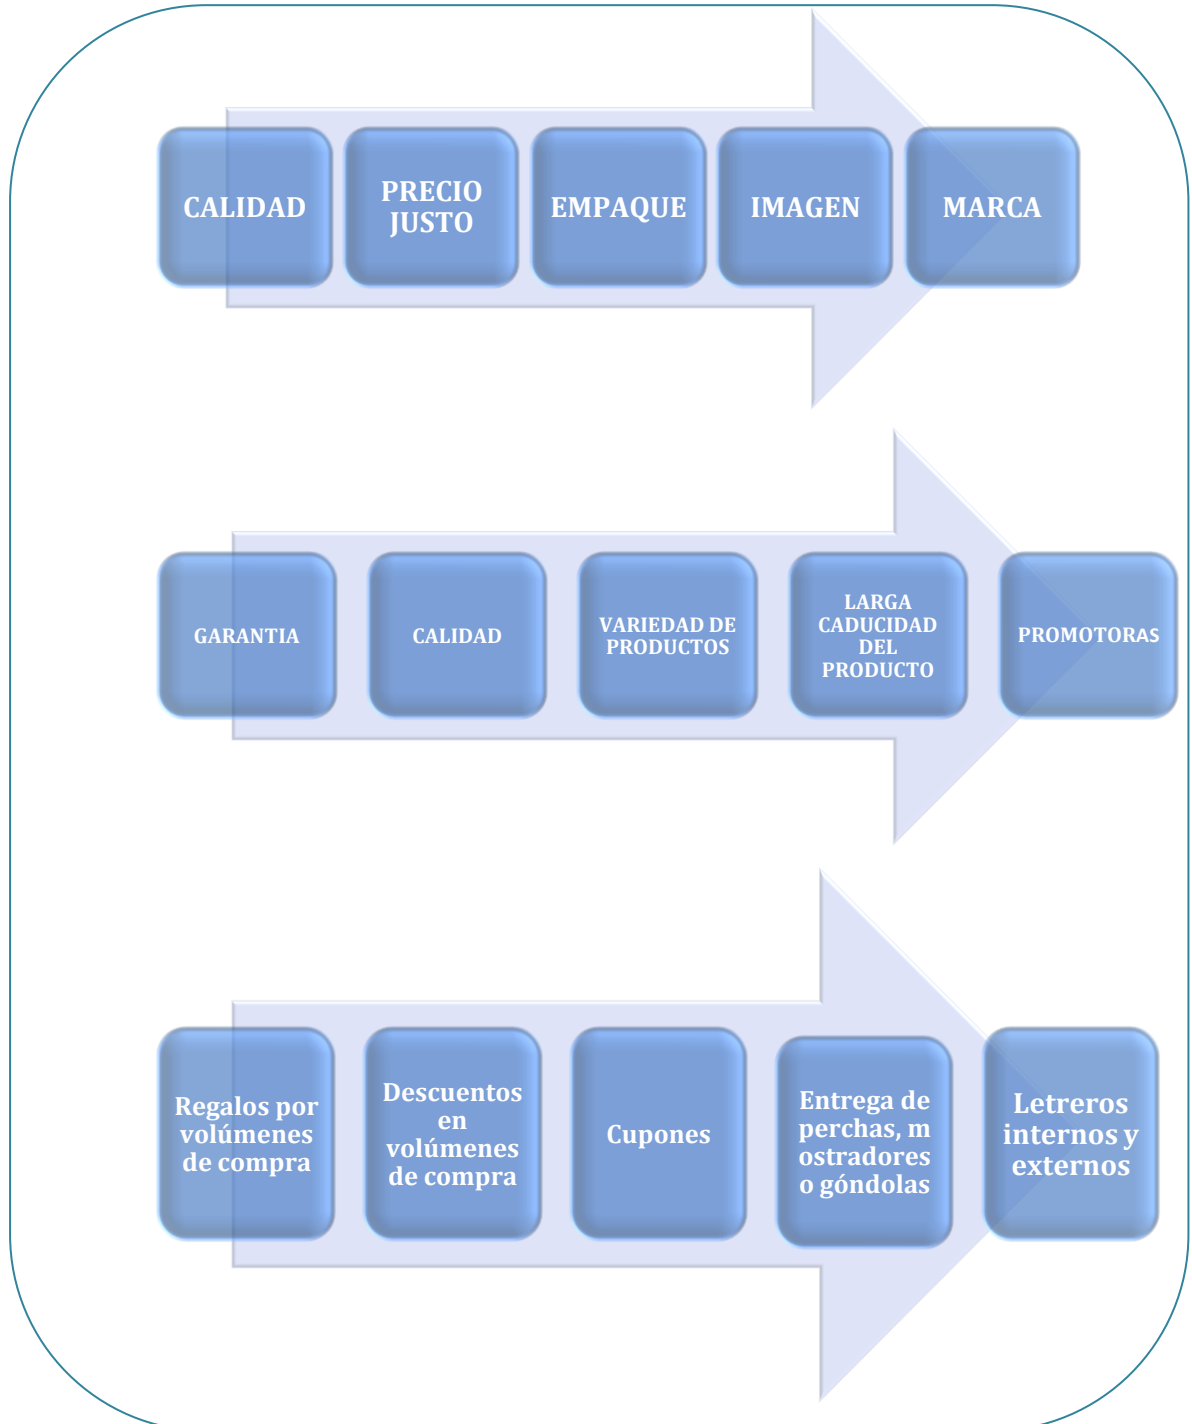 CALIDAD
PRECIO
JUSTO
EMPAQUE
IMAGEN
MARCA
GARANTIA
CALIDAD
VARIEDAD DE
PRODUCTOS
LARGA
CADUCIDAD
DEL
PRODUCTO
PROMOTORAS
Regalos por
volúmenes
de compra
Descuentos
en
volúmenes
de compra
Cupones
Entrega de
perchas, m
ostradores
o góndolas
Letreros
internos y
externos